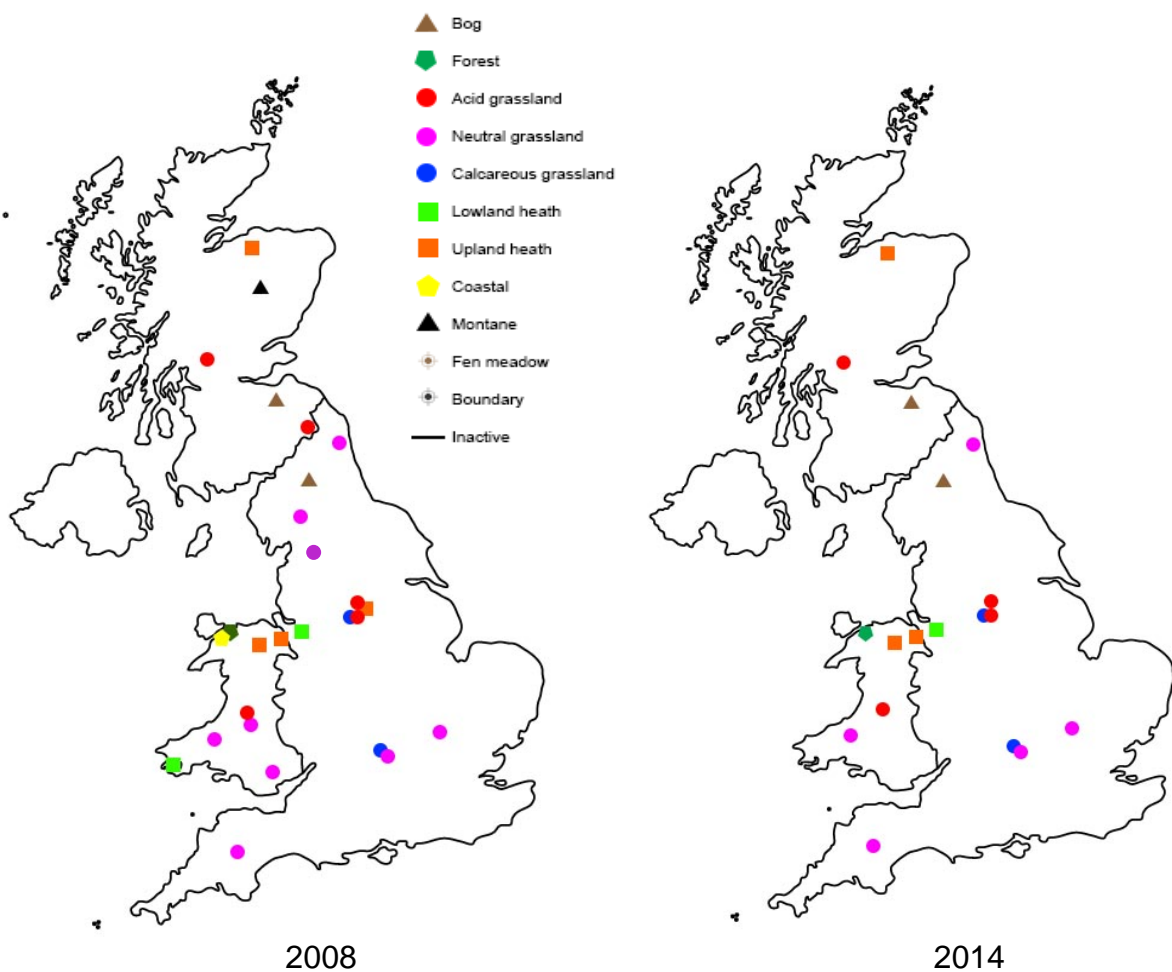 Bog
Forest
Acid grassland
Neutral grassland
Calcareous grassland
Lowland heath
Upland heath
Coastal
Montane
Fen meadow
Boundary
Inactive
2008
2014